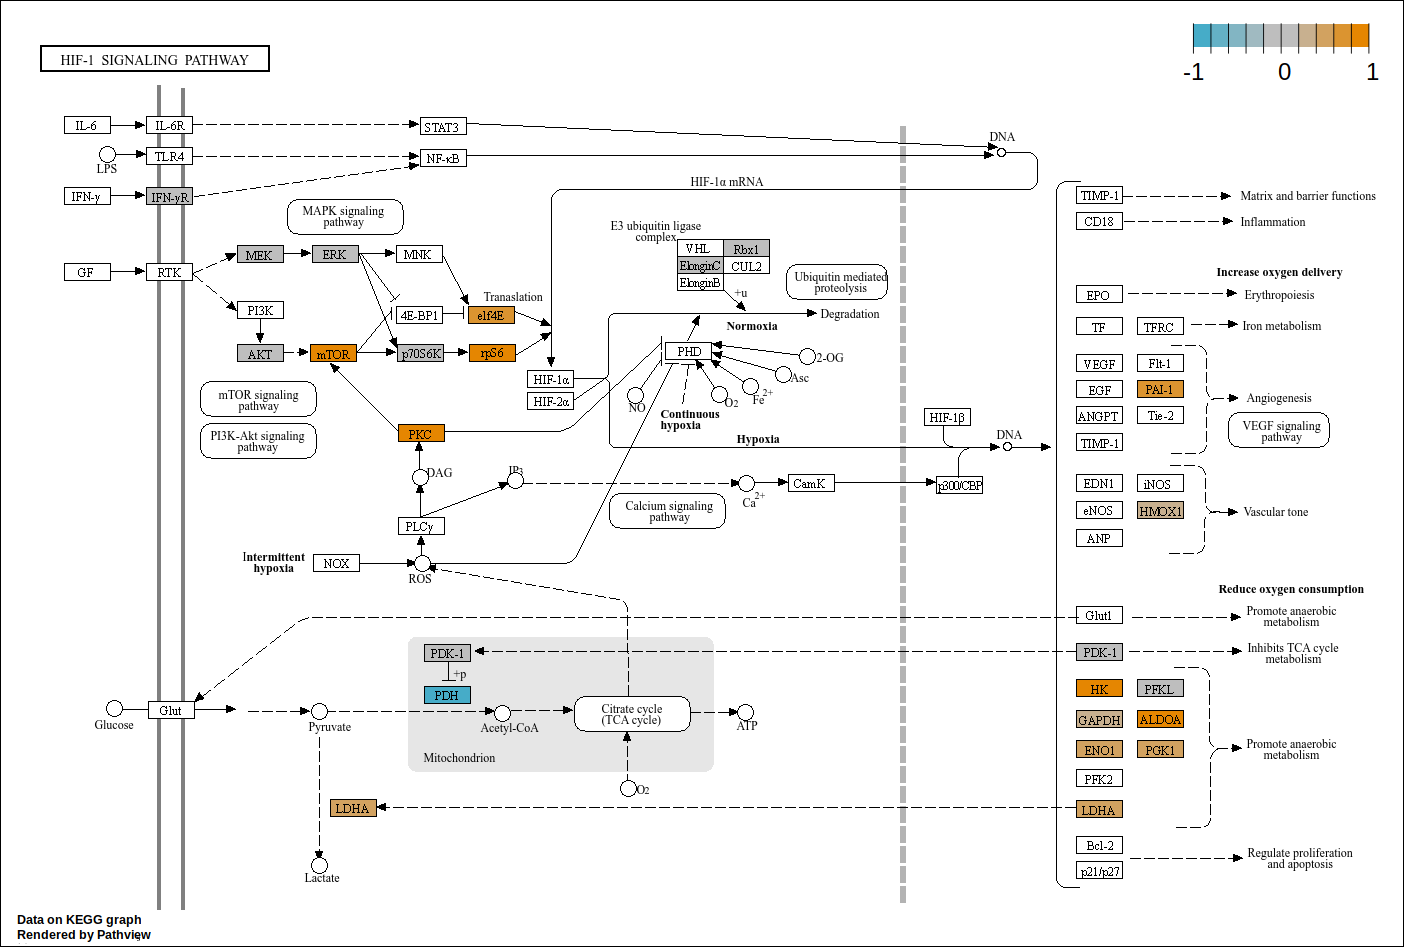 HIF-1 SIGNALING PATHWAY
-1 0 1
IL-6
IL-6R
STAT3
DNA
LPS
TLR4
NF-κB
IFN-γ
IFN-γR
HIF-1α mRNA
TIMP-1
Matrix and barrier functions
CD18
Inflammation
MAPK signaling
pathway
E3 ubiquitin ligase
complex
VHL
Rbx1
ElonginC
CUL2
ElonginB
+u
Ubiquitin mediated
proteolysis
GF
RTK
MEK
ERK
MNK
PI3K
4E-BP1
Translation
eIf4E
AKT
mTOR
p70S6K
rpS6
Degradation
Normoxia
PHD
2-OG
Asc
Fe2+
O2
NO
HIF-1α
HIF-2α
Continuous
hypoxia
Hypoxia
mTOR signaling
pathway
PI3K-Akt signaling
pathway
PKC
DAG
IP3
Ca2+
CamK
HIF-1β
p300/CBP
DNA
Calcium signaling
pathway
PLCγ
Intermittent
hypoxia
NOX
ROS
Increase oxygen delivery
EPO
Erythropoiesis
TF
TFRC
Iron metabolism
VEGF
Flt-1
EGF
PAI-1
Angiogenesis
ANGPT
Tie-2
TIMP-1
VEGF signaling
pathway
EDN1
iNOS
eNOS
HMOX1
Vascular tone
ANP
Reduce oxygen consumption
Glut1
Promote anaerobic
metabolism
PDK-1
Inhibits TCA cycle
metabolism
HK
PFKL
GAPDH
ALDOA
ENO1
PGK1
Promote anaerobic
metabolism
PFK2
LDHA
Bcl-2
p21/p27
Regulate proliferation
and apoptosis
PDK-1
+p
PDH
Citrate cycle
(TCA cycle)
Glucose
Glut
Pyruvate
Acetyl-CoA
ATP
Mitochondrion
O2
LDHA
Lactate
Data on KEGG graph
Rendered by Pathview